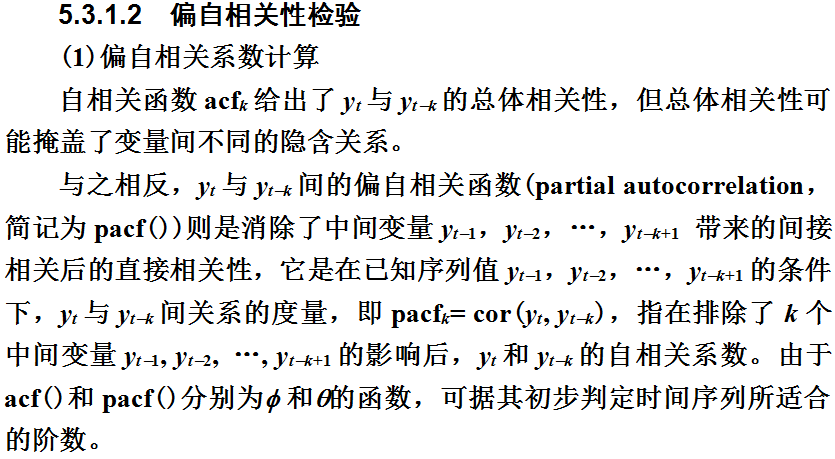 5.3.1.2 偏自相关性检验
(1)偏自相关系数计算
自相关函数 acfk 给出了 yt 与 yt−k 的总体相关性，但总体相关性可
能掩盖了变量间不同的隐含关系。
与之相反，yt 与 yt−k 间的偏自相关函数(partial autocorrelation，
简记为 pacf())则是消除了中间变量 yt−1，yt−2，…，yt−k+1 带来的间接
相关后的直接相关性，它是在已知序列值 yt−1，yt−2，…，yt−k+1 的条件
下，yt 与 yt−k 间关系的度量，即 pacfk= cor(yt, yt−k)，指在排除了 k 个
中间变量 yt−1, yt−2, …, yt−k+1 的影响后，yt 和 yt−k 的自相关系数。由于
acf()和 pacf()分别为ϕ 和θ的函数，可据其初步判定时间序列所适合
的阶数。